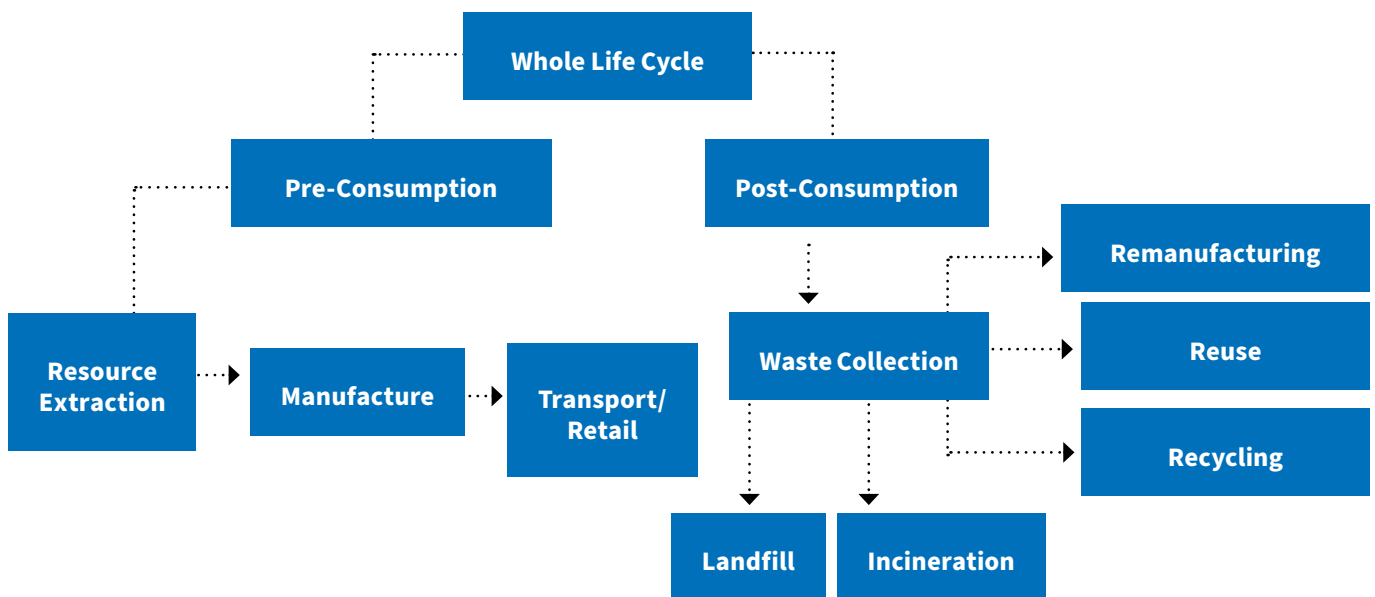 Whole Life Cycle
Pre-Consumption
Post-Consumption
Remanufacturing
Resource
Extraction
Manufacture
Transport/
Retail
Waste Collection
Reuse
Recycling
Landfill
Incineration